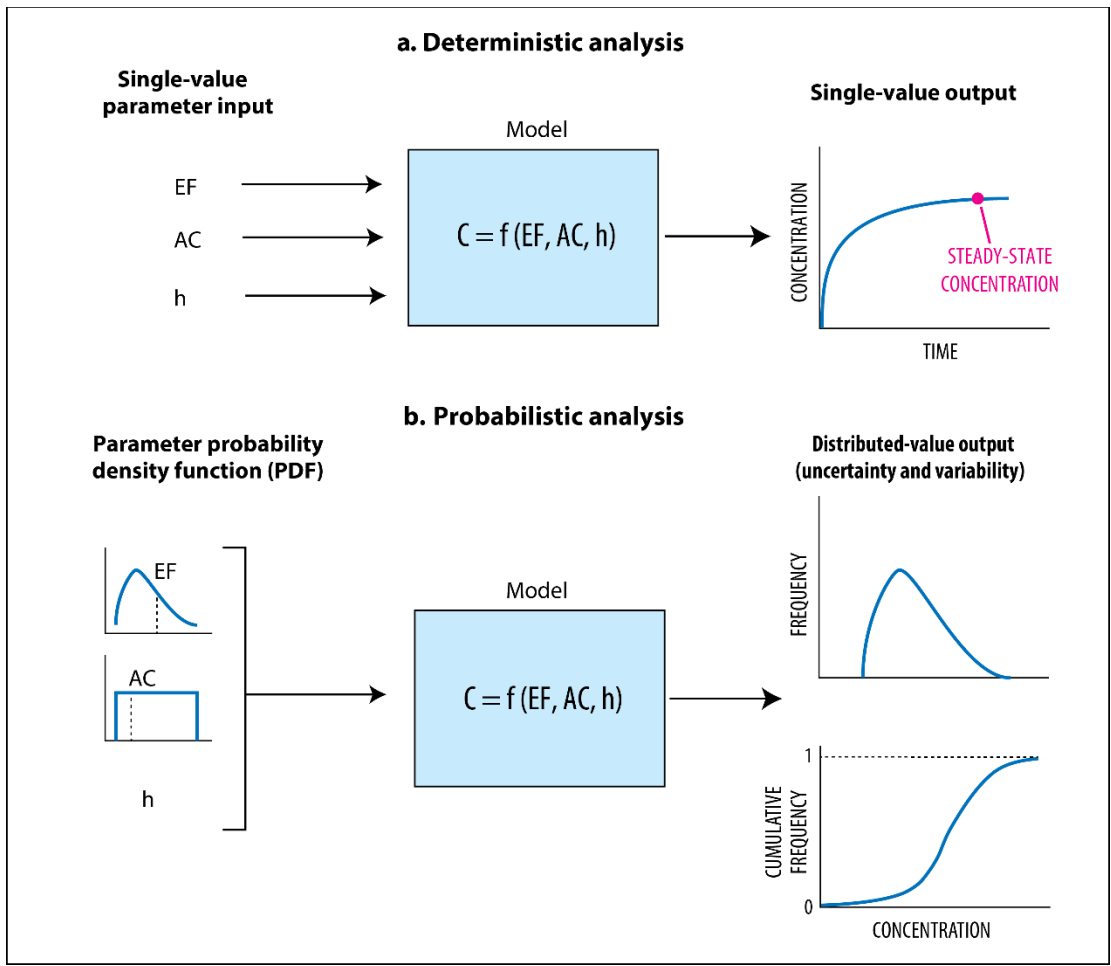 a. Deterministic analysis
Single-value
parameter input
EF
AC
h
Model
C = f (EF, AC, h)
Single-value output
CONCENTRATION
STEADY-STATE
CONCENTRATION
TIME
b. Probabilistic analysis
Parameter probability
density function (PDF)
EF
AC
h
Model
C = f (EF, AC, h)
Distributed-value output
(uncertainty and variability)
FREQUENCY
1
CUMULATIVE
FREQUENCY
0
CONCENTRATION